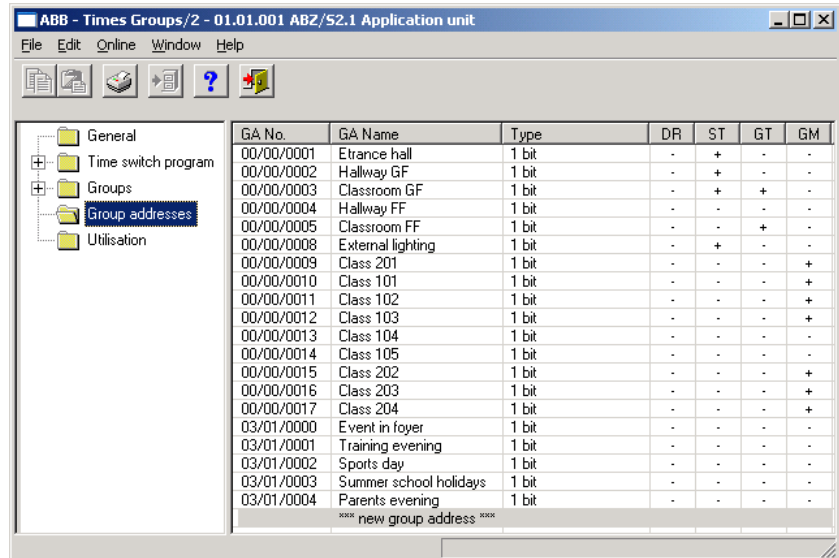 ABB - Times Groups/2 - 01.01.001 ABZ/S2.1 Application unit
File Edit Online Window Help
General
Time switch program
Groups
Group addresses
Utilisation
GA No. GA Name Type DR ST GT GM
00/00/0001 Etrance hall 1 bit - + - -
00/00/0002 Hallway GF 1 bit - + - -
00/00/0003 Classroom GF 1 bit - + + -
00/00/0004 Hallway FF 1 bit - - - -
00/00/0005 Classroom FF 1 bit - - + -
00/00/0008 External lighting 1 bit - + - -
00/00/0009 Class 201 1 bit - - - +
00/00/0010 Class 101 1 bit - - - +
00/00/0011 Class 102 1 bit - - - +
00/00/0012 Class 103 1 bit - - - +
00/00/0013 Class 104 1 bit - - - -
00/00/0014 Class 105 1 bit - - - -
00/00/0015 Class 202 1 bit - - - +
00/00/0016 Class 203 1 bit - - - +
00/00/0017 Class 204 1 bit - - - +
03/01/0000 Event in foyer 1 bit - - - -
03/01/0001 Training evening 1 bit - - - -
03/01/0002 Sports day 1 bit - - - -
03/01/0003 Summer school holidays 1 bit - - - -
03/01/0004 Parents evening 1 bit - - - -
*** new group address ***